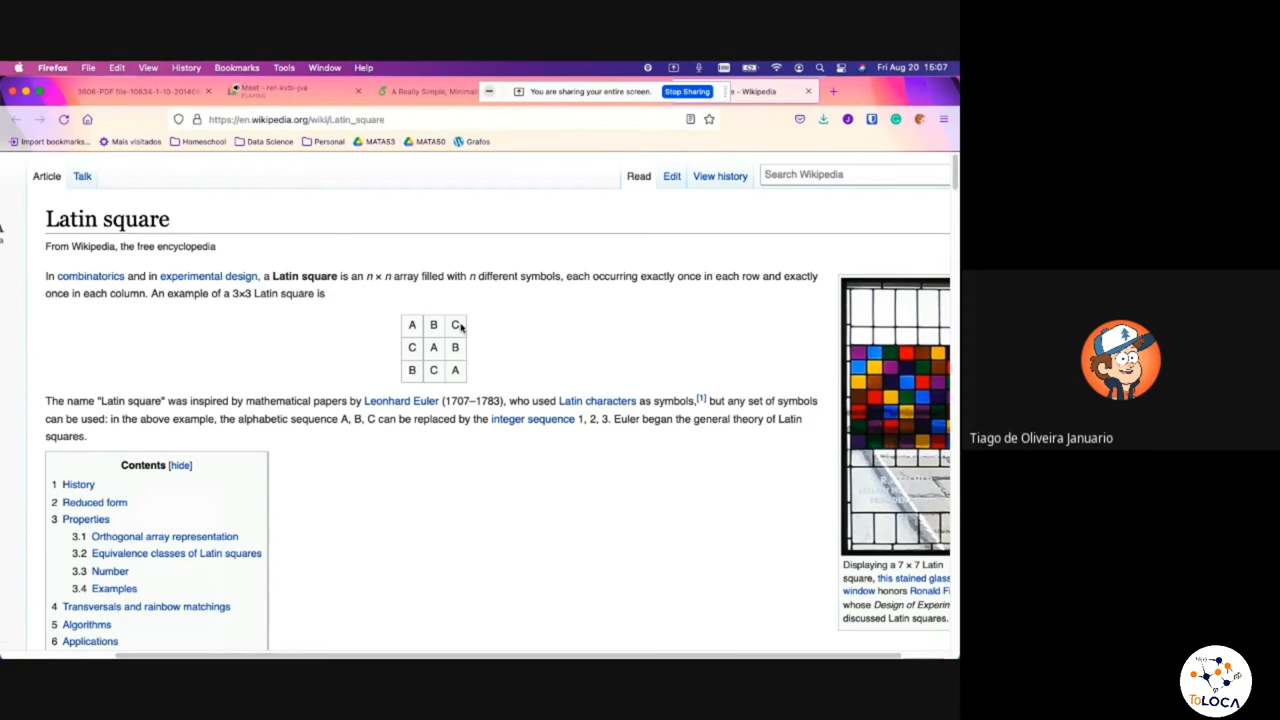 Firefox File Edit View History Bookmarks Tools Window Help Fri Aug 20 15:07
3606-PDF file-10634-1-10-201400 Meet - rer-kvbi-jva A Really Simple, Minimal You are sharing your entire screen. Stop Sharing - Wikipedia
PLAYING
https://en.wikipedia.org/wiki/Latin_square
Import bookmarks... Mais visitados Homeschool Data Science Personal MATA53 MATA50 Grafos
Article Talk Read Edit View history Search Wikipedia
Latin square
From Wikipedia, the free encyclopedia
In combinatorics and in experimental design, a Latin square is an n × n array filled with n different symbols, each occurring exactly once in each row and exactly
once in each column. An example of a 3×3 Latin square is
A B C
C A B
B C A
The name "Latin square" was inspired by mathematical papers by Leonhard Euler (1707–1783), who used Latin characters as symbols,[1] but any set of symbols
can be used: in the above example, the alphabetic sequence A, B, C can be replaced by the integer sequence 1, 2, 3. Euler began the general theory of Latin
squares.
Contents [hide]
1 History
2 Reduced form
3 Properties
3.1 Orthogonal array representation
3.2 Equivalence classes of Latin squares
3.3 Number
3.4 Examples
4 Transversals and rainbow matchings
5 Algorithms
6 Applications
Displaying a 7 × 7 Latin
square, this stained glass
window honors Ronald Fi
whose Design of Experim
discussed Latin squares.
Tiago de Oliveira Januario
ToLOCA